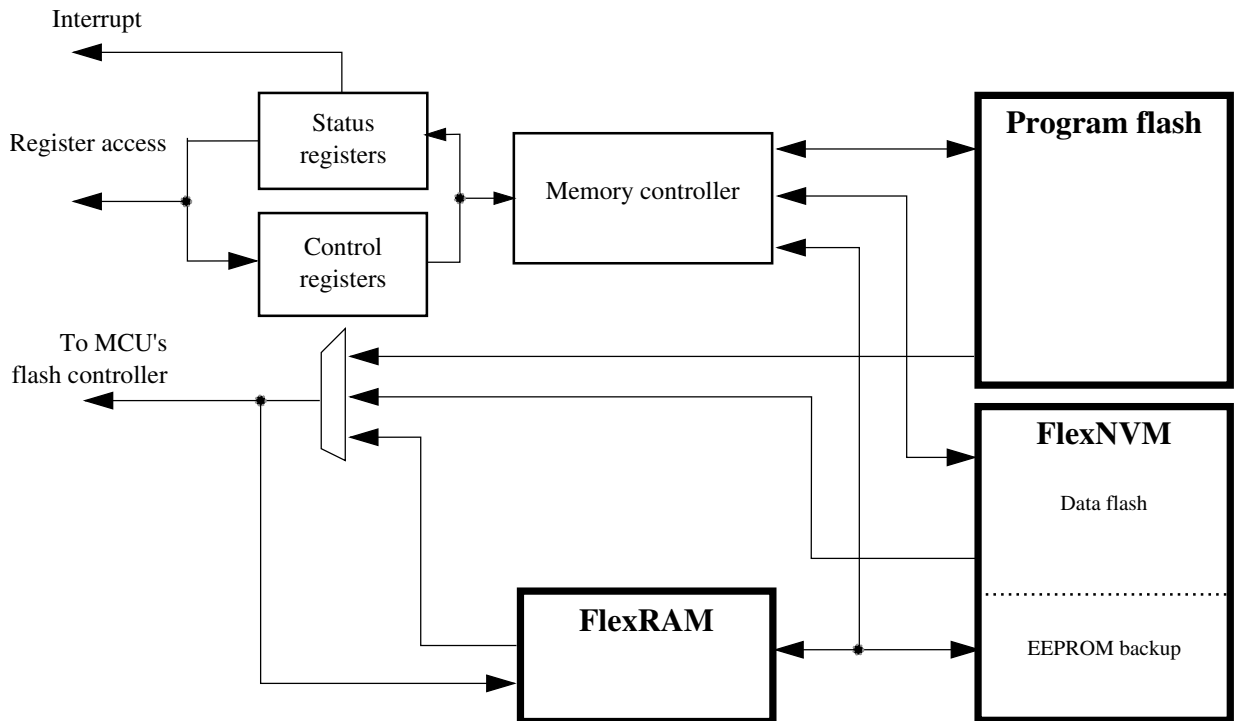 Interrupt
Register access
Status
registers
Control
registers
Memory controller
Program flash
To MCU's
flash controller
FlexNVM
Data flash
EEPROM backup
FlexRAM